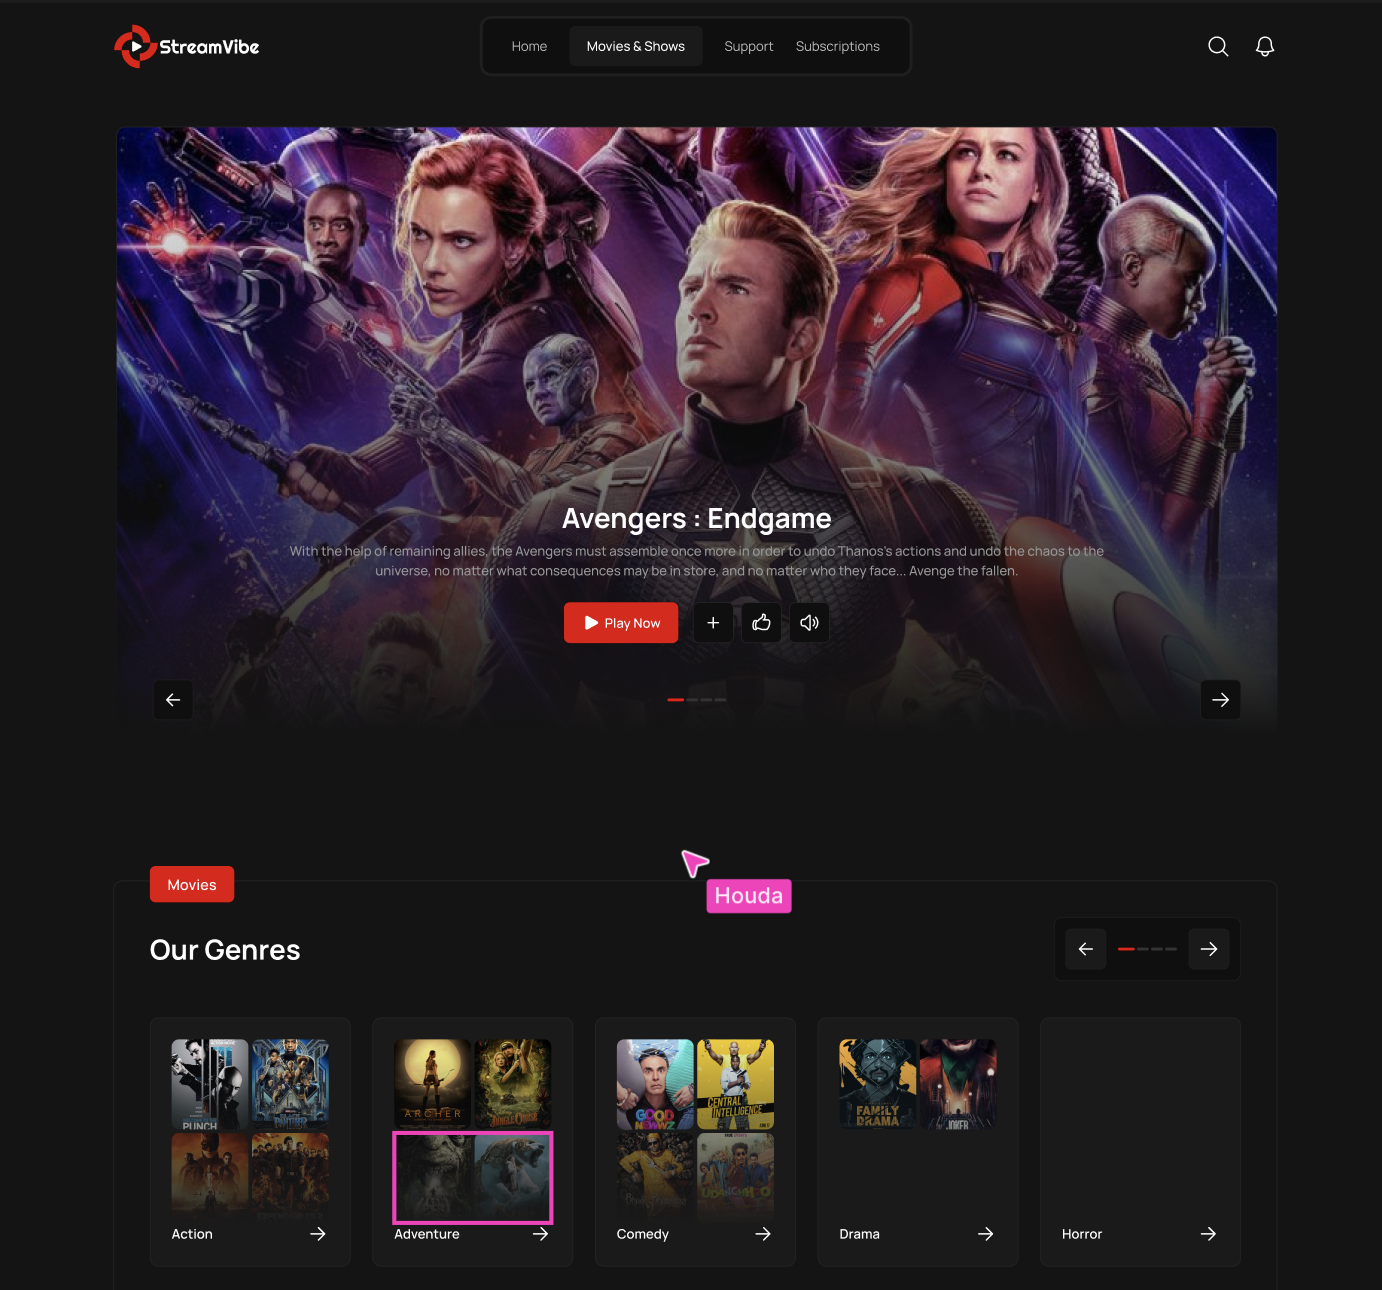 StreamVibe
Home
Movies & Shows
Support
Subscriptions
Avengers : Endgame
With the help of remaining allies, the Avengers must assemble once more in order to undo Thanos's actions and undo the chaos to the
universe, no matter what consequences may be in store, and no matter who they face... Avenge the fallen.
Play Now
Houda
Movies
Our Genres
PUNCH
ARCHER
JUNGLE CRUISE
GOOD
NEWWZ
CENTRAL
INTELLIGENCE
FAMILY
DRAMA
JOKER
Action
Adventure
Comedy
Drama
Horror